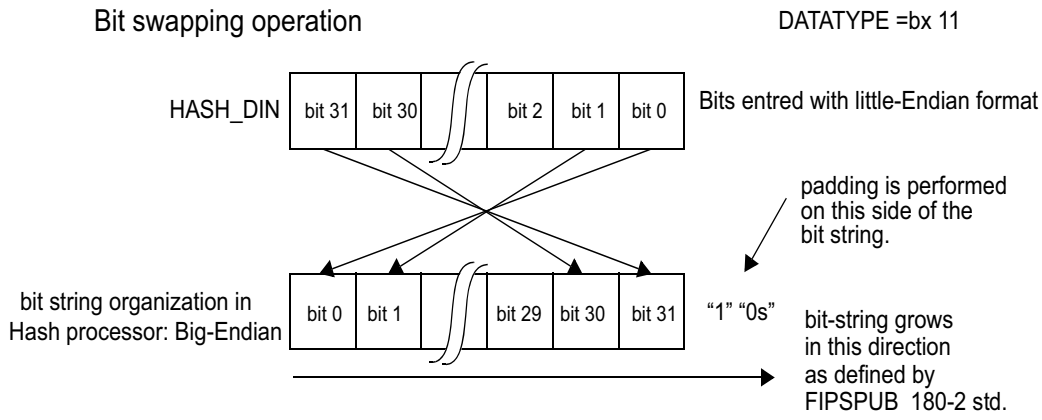 Bit swapping operation
DATATYPE =bx 11
HASH_DIN
bit 31 bit 30 bit 2 bit 1 bit 0
Bits entred with little-Endian format
padding is performed
on this side of the
bit string.
bit string organization in
Hash processor: Big-Endian
bit 0 bit 1 bit 29 bit 30 bit 31
“1” “0s”
bit-string grows
in this direction
as defined by
FIPSPUB 180-2 std.